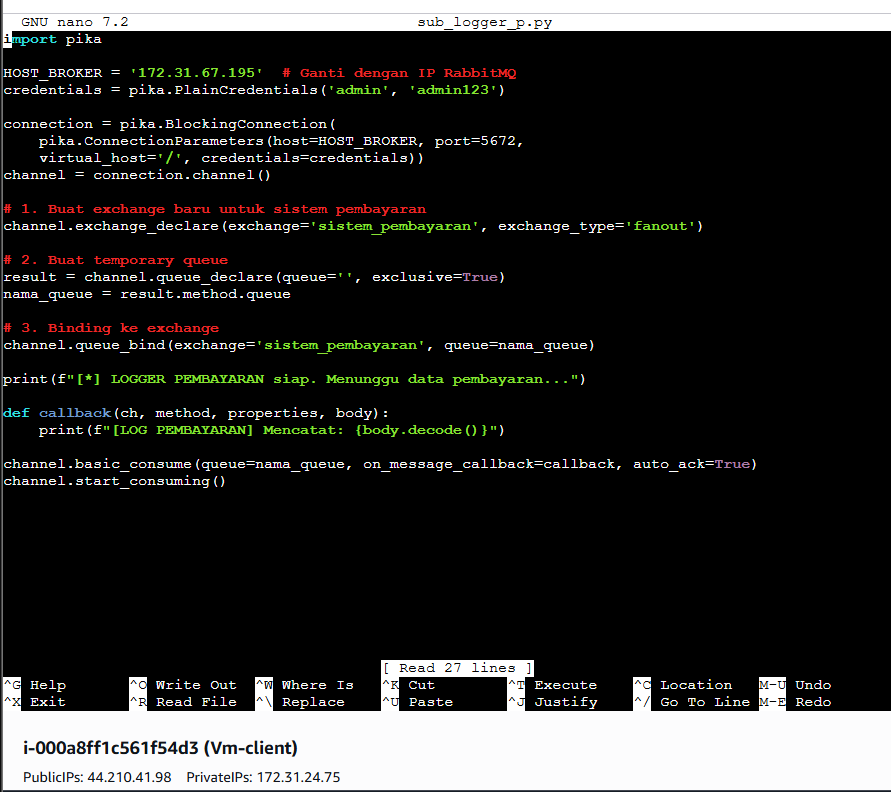 GNU nano 7.2 sub_logger_p.py
import pika
HOST_BROKER = '172.31.67.195'  # Ganti dengan IP RabbitMQ
credentials = pika.PlainCredentials('admin', 'admin123')
connection = pika.BlockingConnection(
    pika.ConnectionParameters(host=HOST_BROKER, port=5672,
    virtual_host='/', credentials=credentials))
channel = connection.channel()
# 1. Buat exchange baru untuk sistem pembayaran
channel.exchange_declare(exchange='sistem_pembayaran', exchange_type='fanout')
# 2. Buat temporary queue
result = channel.queue_declare(queue='', exclusive=True)
nama_queue = result.method.queue
# 3. Binding ke exchange
channel.queue_bind(exchange='sistem_pembayaran', queue=nama_queue)
print(f"[*] LOGGER PEMBAYARAN siap. Menunggu data pembayaran...")
def callback(ch, method, properties, body):
    print(f"[LOG PEMBAYARAN] Mencatat: {body.decode()}")
channel.basic_consume(queue=nama_queue, on_message_callback=callback, auto_ack=True)
channel.start_consuming()
[ Read 27 lines ]
^G Help ^O Write Out ^W Where Is ^K Cut ^T Execute ^C Location M-U Undo
^X Exit ^R Read File ^\ Replace ^U Paste ^J Justify ^/ Go To Line M-E Redo
i-000a8ff1c561f54d3 (Vm-client)
PublicIPs: 44.210.41.98 PrivateIPs: 172.31.24.75